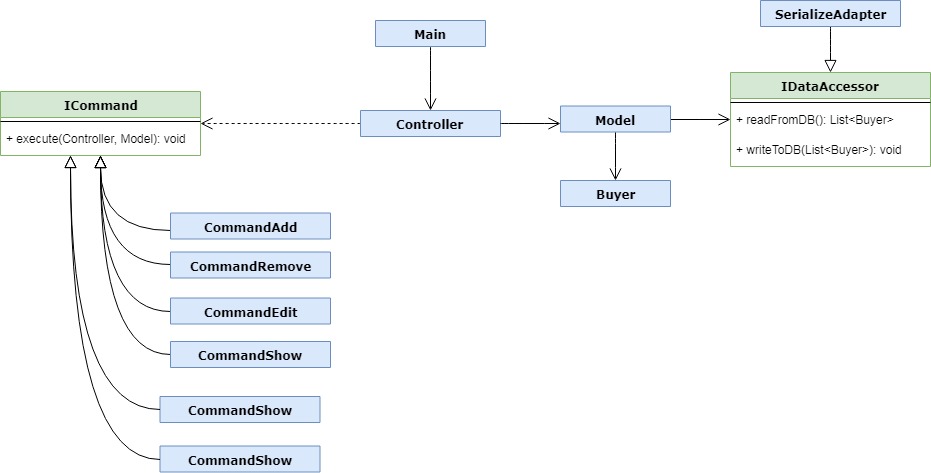 SerializeAdapter
Main
ICommand
+ execute(Controller, Model): void
Controller
Model
IDataAccessor
+ readFromDB(): List<Buyer>
+ writeToDB(List<Buyer>): void
Buyer
CommandAdd
CommandRemove
CommandEdit
CommandShow
CommandShow
CommandShow